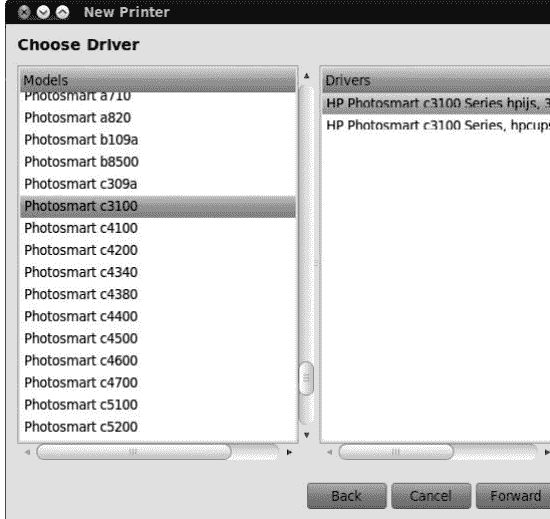 New Printer
Choose Driver
Models
Photosmart a710
Photosmart a820
Photosmart b109a
Photosmart b8500
Photosmart c309a
Photosmart c3100
Photosmart c4100
Photosmart c4200
Photosmart c4340
Photosmart c4380
Photosmart c4400
Photosmart c4500
Photosmart c4600
Photosmart c4700
Photosmart c5100
Photosmart c5200
Drivers
HP Photosmart c3100 Series hpijs, 3
HP Photosmart c3100 Series, hpcups
Back
Cancel
Forward